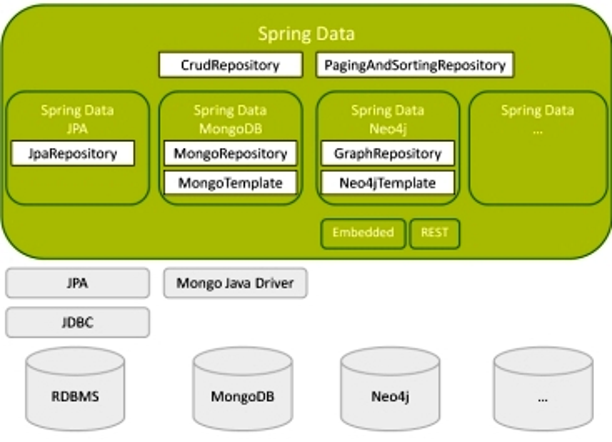 Spring Data
CrudRepository
PagingAndSortingRepository
Spring Data
JPA
JpaRepository
Spring Data
MongoDB
MongoRepository
MongoTemplate
Spring Data
Neo4j
GraphRepository
Neo4jTemplate
Spring Data
...
Embedded
REST
JPA
Mongo Java Driver
JDBC
RDBMS
MongoDB
Neo4j
...